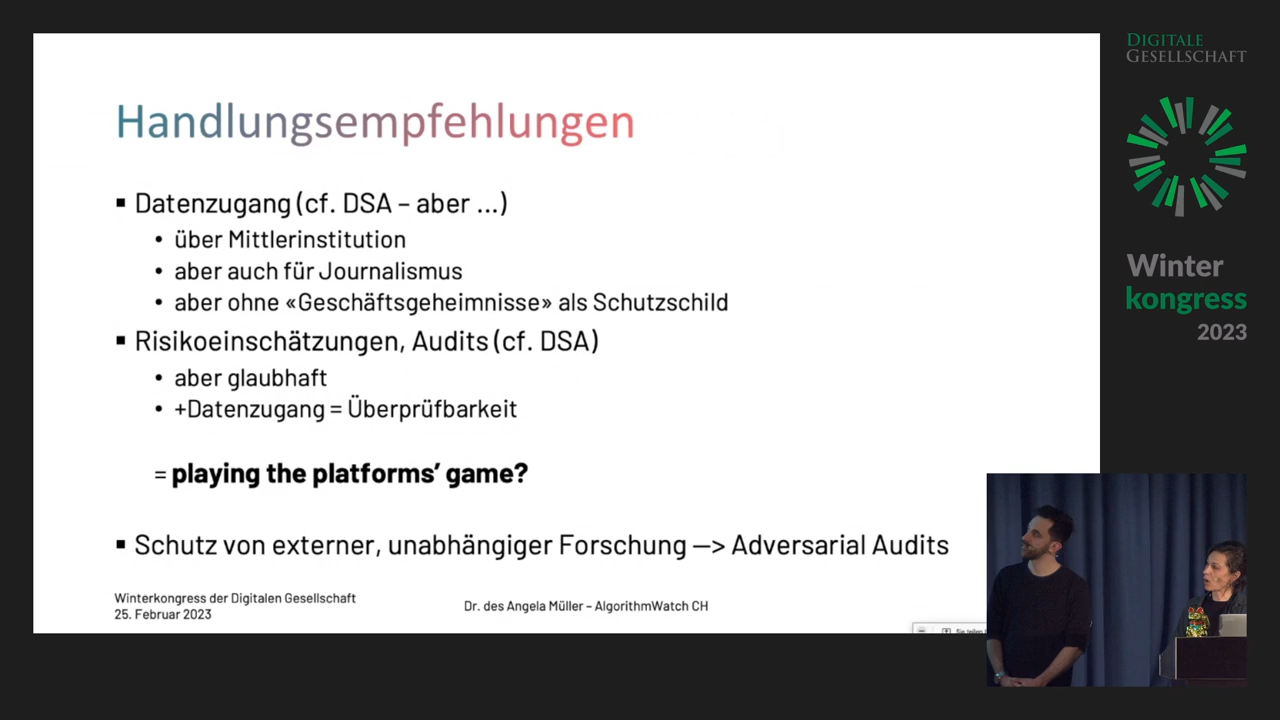 Handlungsempfehlungen
▪ Datenzugang (cf. DSA – aber ...)
• über Mittlerinstitution
• aber auch für Journalismus
• aber ohne «Geschäftsgeheimnisse» als Schutzschild
▪ Risikoeinschätzungen, Audits (cf. DSA)
• aber glaubhaft
• +Datenzugang = Überprüfbarkeit
= playing the platforms’ game?
▪ Schutz von externer, unabhängiger Forschung —> Adversarial Audits
Winterkongress der Digitalen Gesellschaft
25. Februar 2023
Dr. des Angela Müller – AlgorithmWatch CH
Sie teilen
DIGITALE
GESELLSCHAFT
Winter
kongress
2023